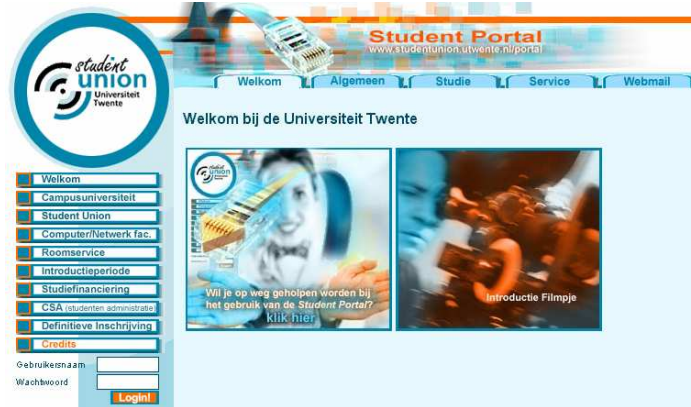 Student Portal
www.studentunion.utwente.nl/portal
Welkom
Algemeen
Studie
Service
Webmail
student
union
Universiteit
Twente
Welkom bij de Universiteit Twente
Welkom
Campusuniversiteit
Student Union
Computer/Netwerk fac.
Roomservice
Introductieperiode
Studiefinanciering
CSA (studenten administratie)
Definitieve Inschrijving
Credits
Gebruikersnaam
Wachtwoord
Login!
student
union
Wil je op weg geholpen worden bij
het gebruik van de Student Portal?
klik hier
Introductie Filmpje